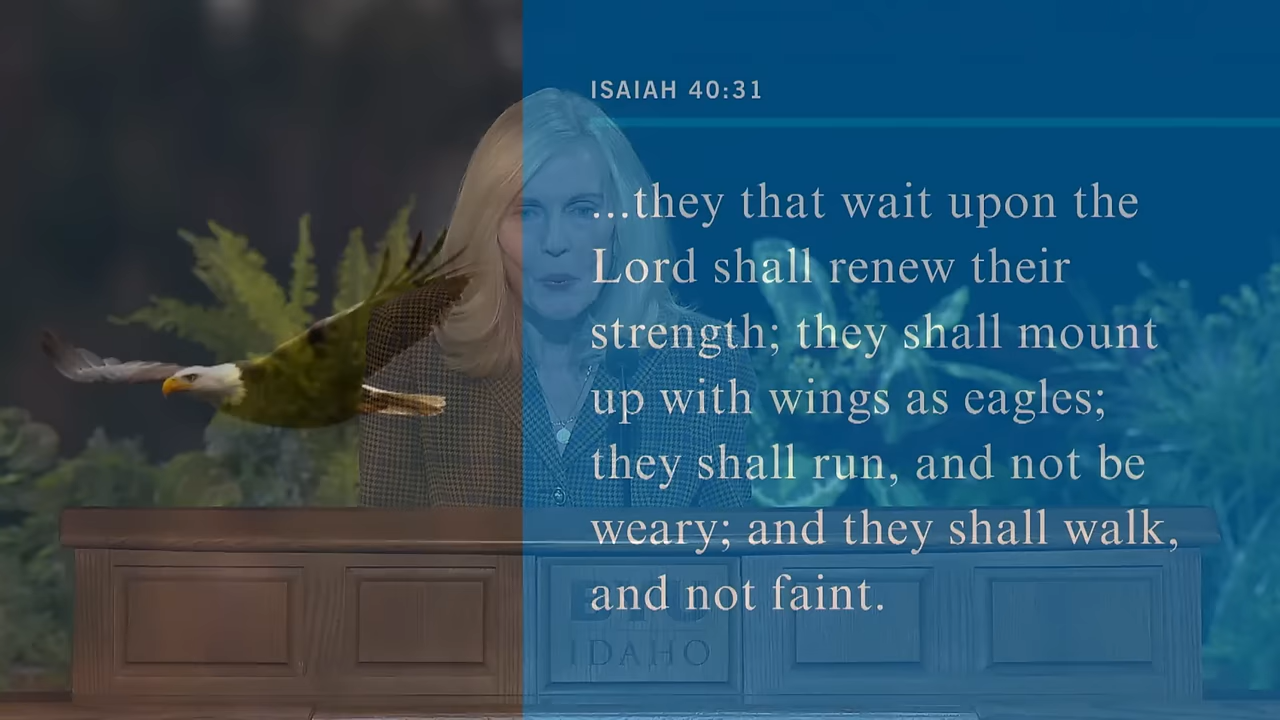 ISAIAH 40:31
...they that wait upon the
Lord shall renew their
strength; they shall mount
up with wings as eagles;
they shall run, and not be
weary; and they shall walk,
and not faint.
BYU
IDAHO